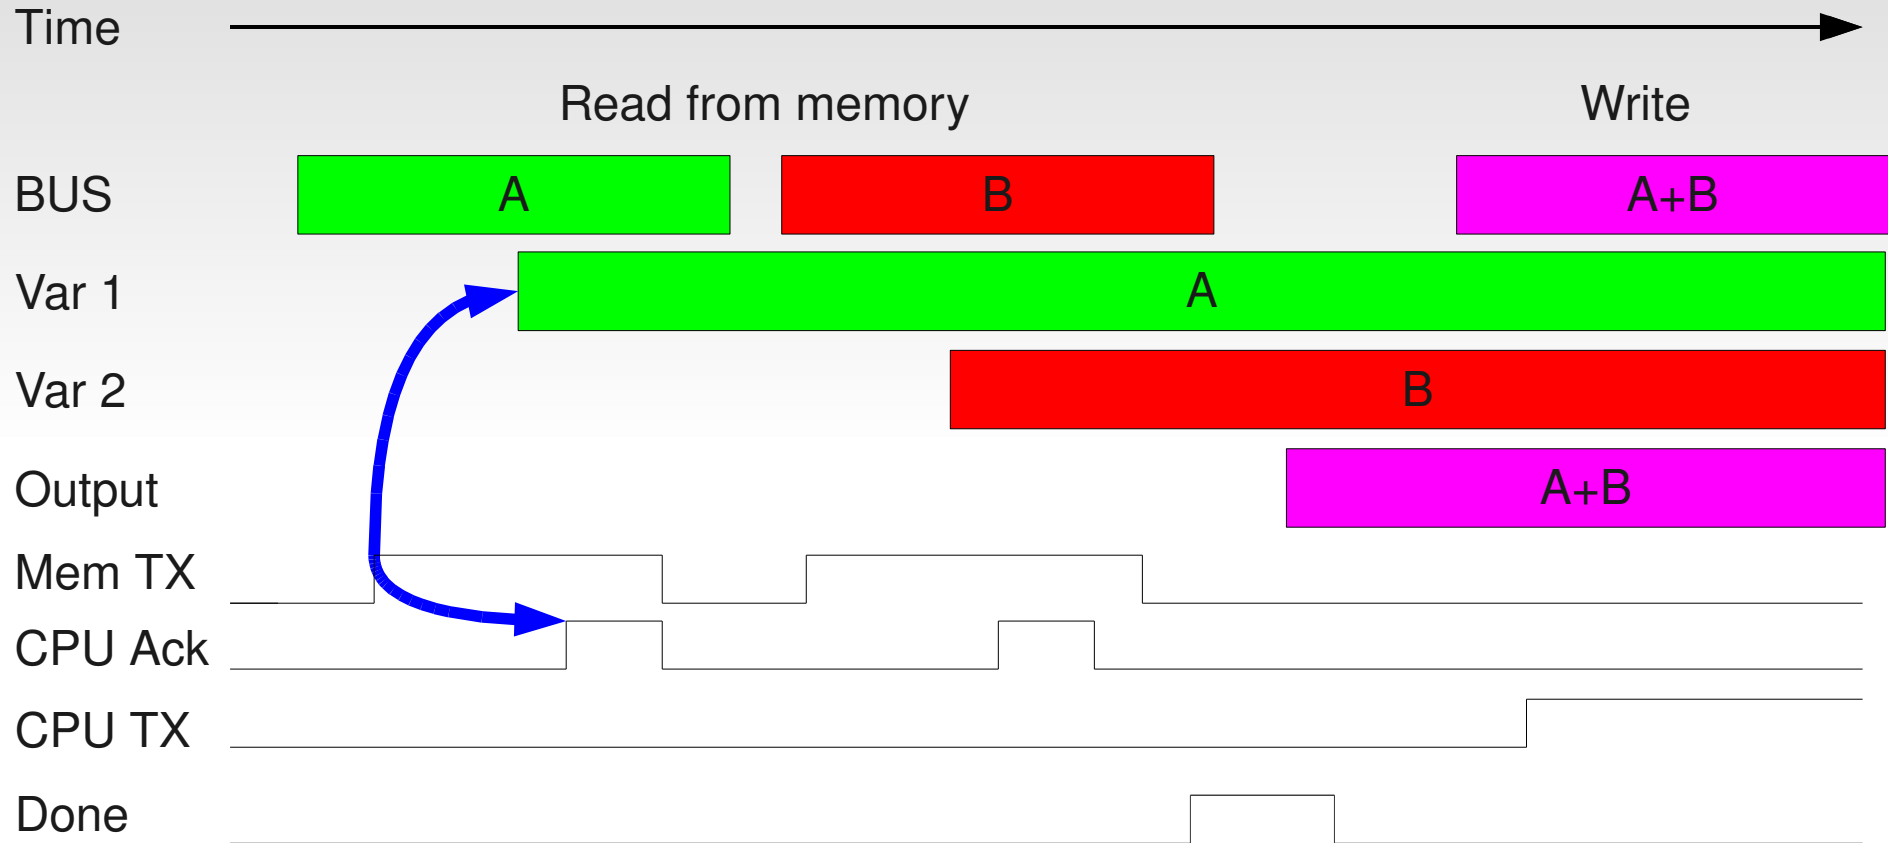 Time
Read from memory Write
BUS A B A+B
Var 1 A
Var 2 B
Output A+B
Mem TX
CPU Ack
CPU TX
Done